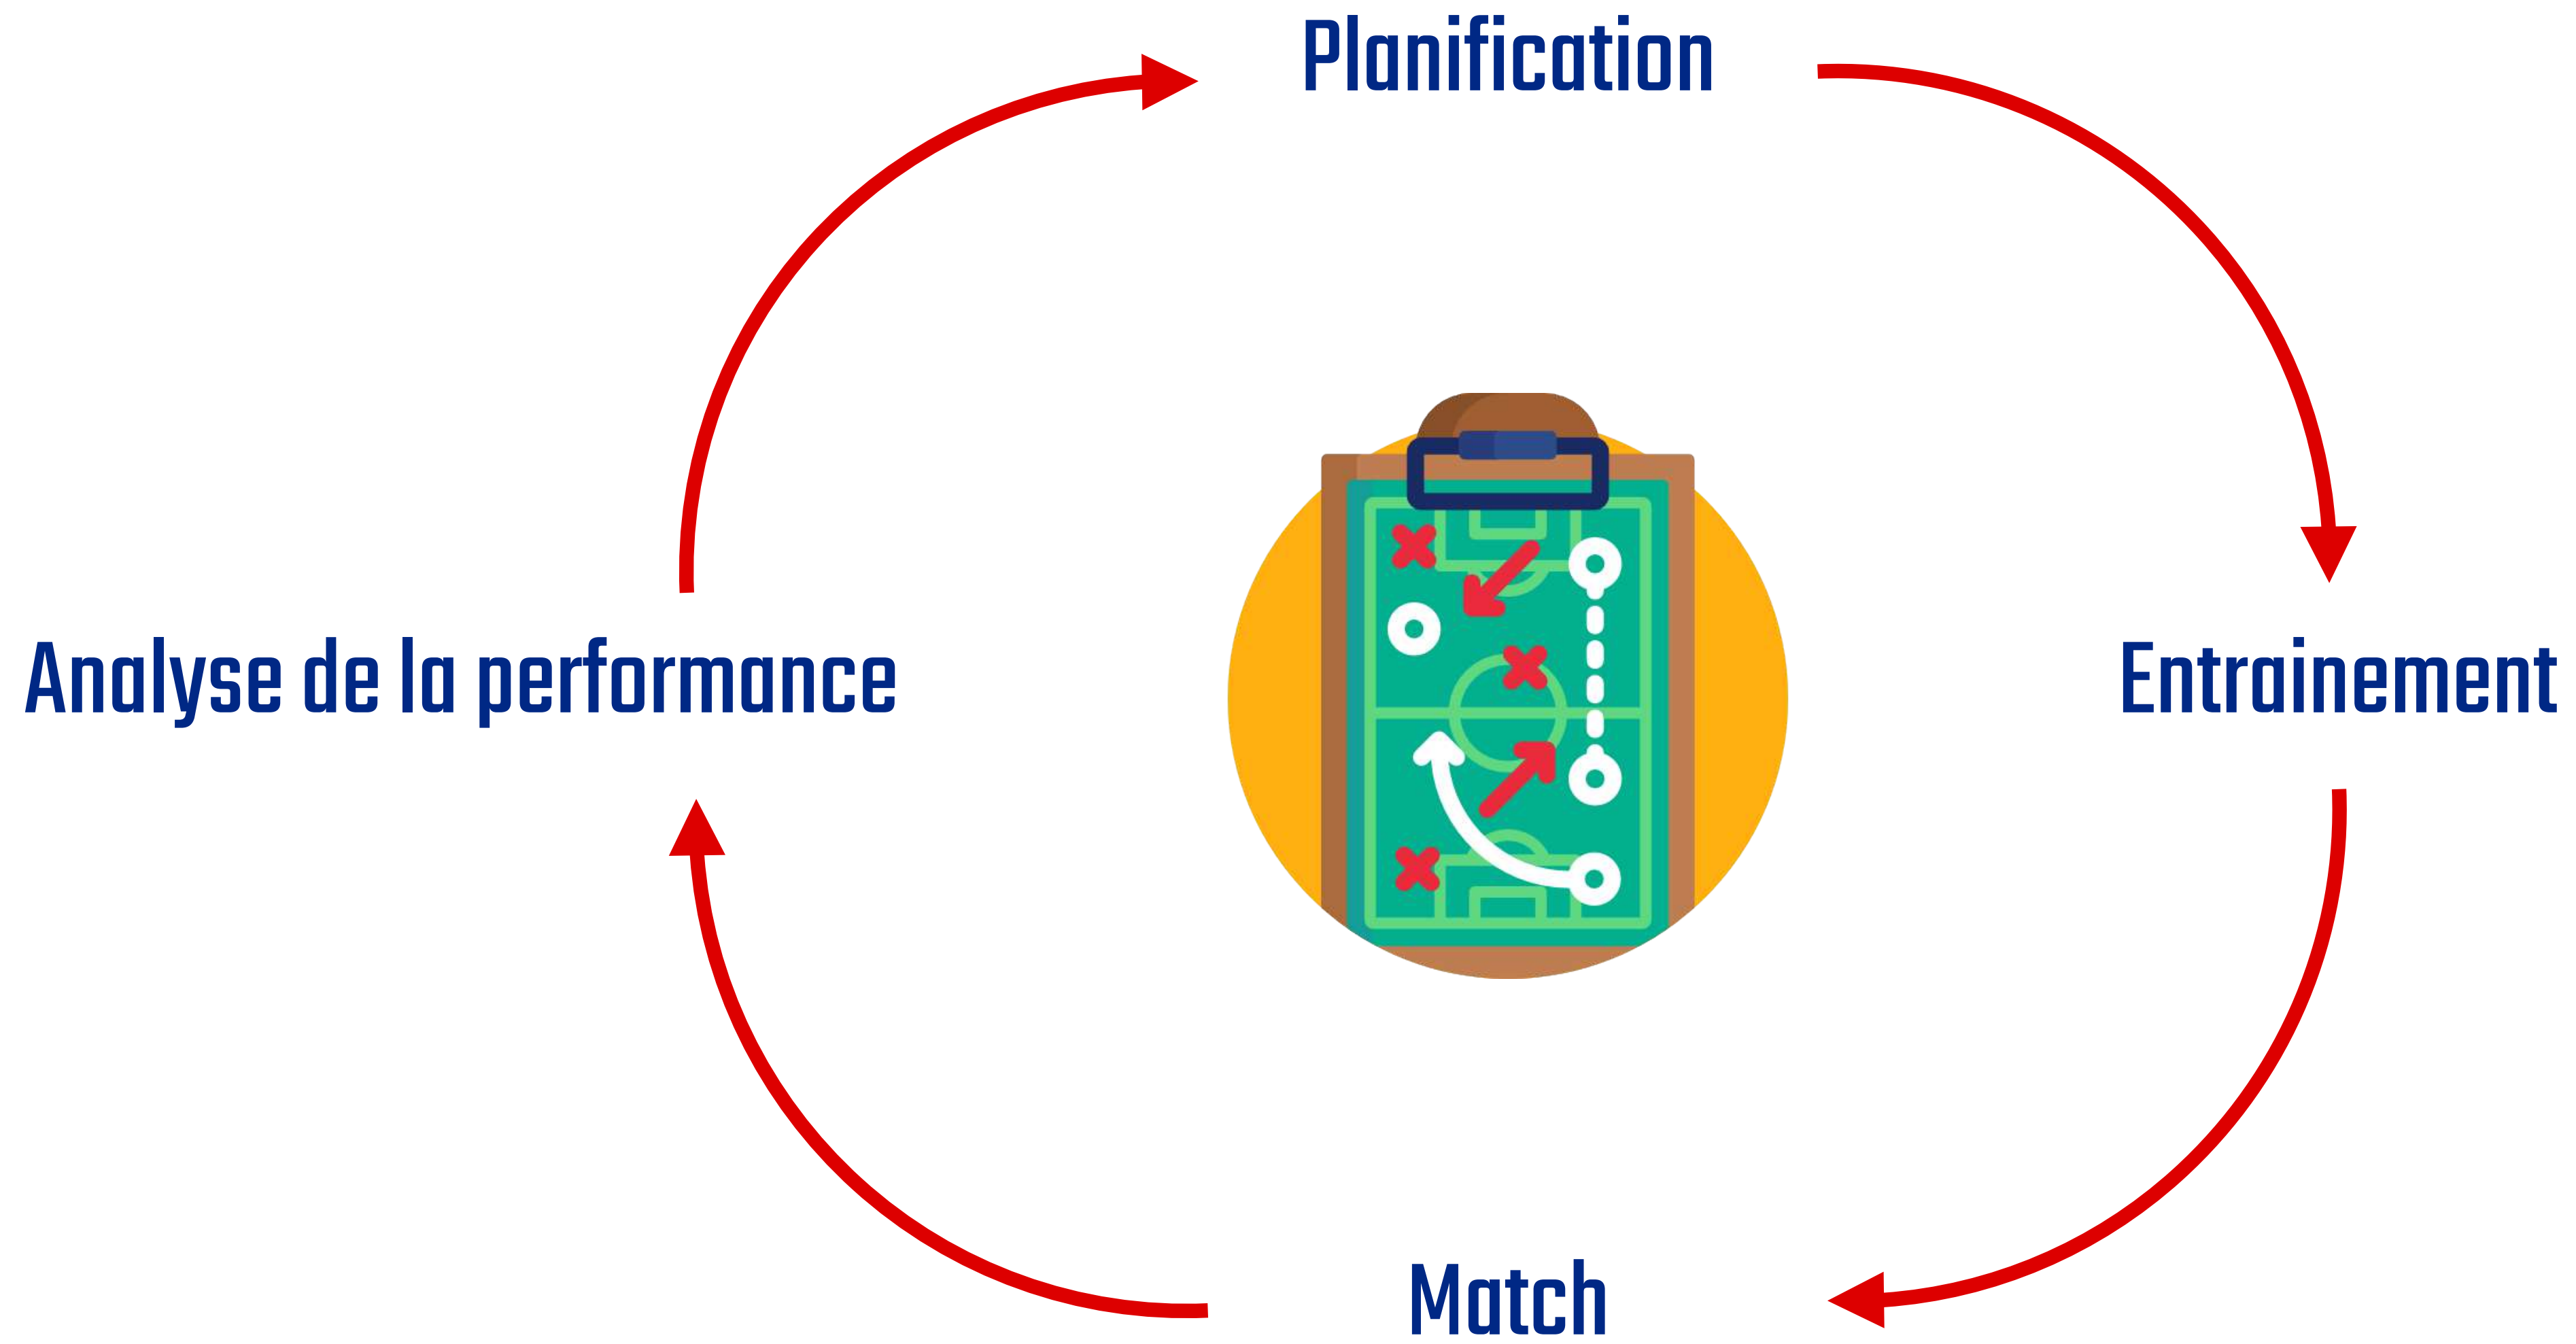 Planification
Analyse de la performance
Entrainement
Match